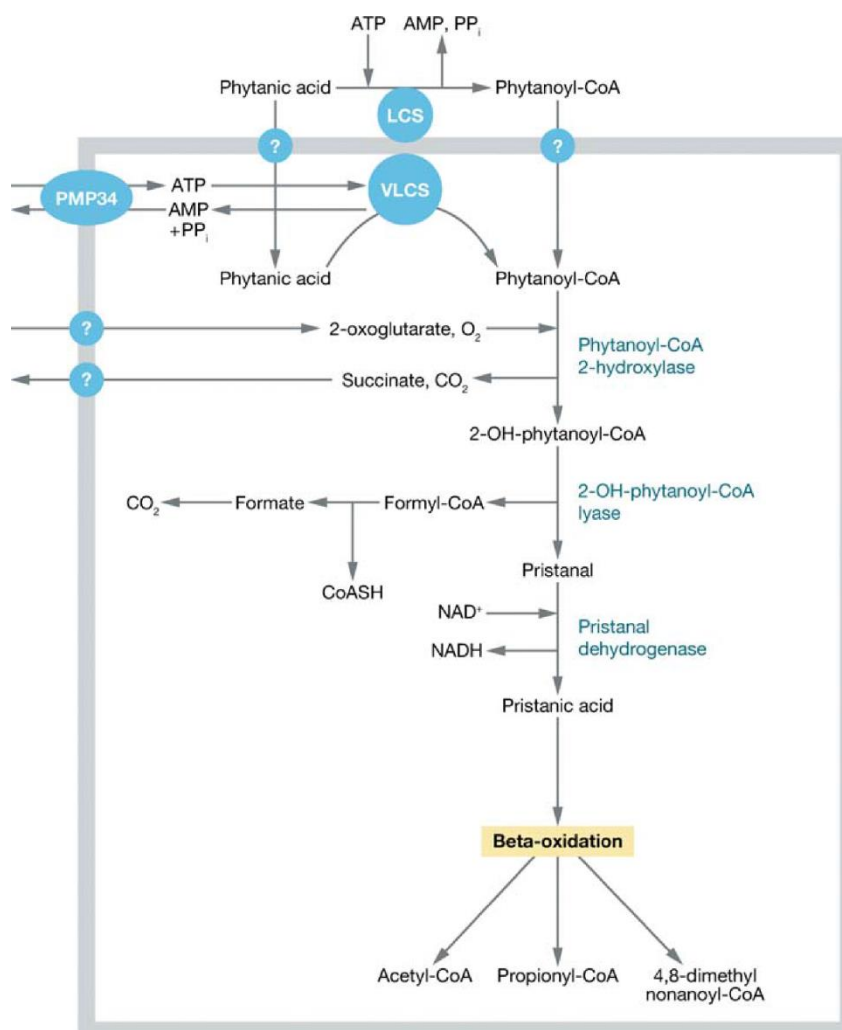 ATP AMP, PPi
Phytanic acid Phytanoyl-CoA
LCS
? ?
VLCS
ATP
PMP34
AMP
+PPi
Phytanic acid Phytanoyl-CoA
? 2-oxoglutarate, O2
Phytanoyl-CoA
2-hydroxylase
? Succinate, CO2
2-OH-phytanoyl-CoA
2-OH-phytanoyl-CoA
lyase
CO2 Formate Formyl-CoA
Pristanal
CoASH
NAD+
Pristanal
dehydrogenase
NADH
Pristanic acid
Beta-oxidation
Acetyl-CoA Propionyl-CoA 4,8-dimethyl
nonanoyl-CoA